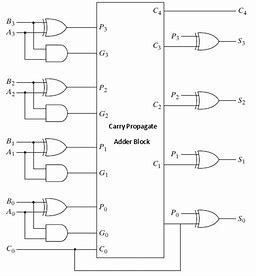 B₃
A₃
P₃
G₃
C₄
C₄
C₃
P₃
S₃
B₂
A₂
P₂
G₂
C₂
P₂
S₂
Carry Propagate
Adder Block
B₁
A₁
P₁
G₁
C₁
P₁
S₁
B₀
A₀
P₀
G₀
P₀
S₀
C₀
C₀